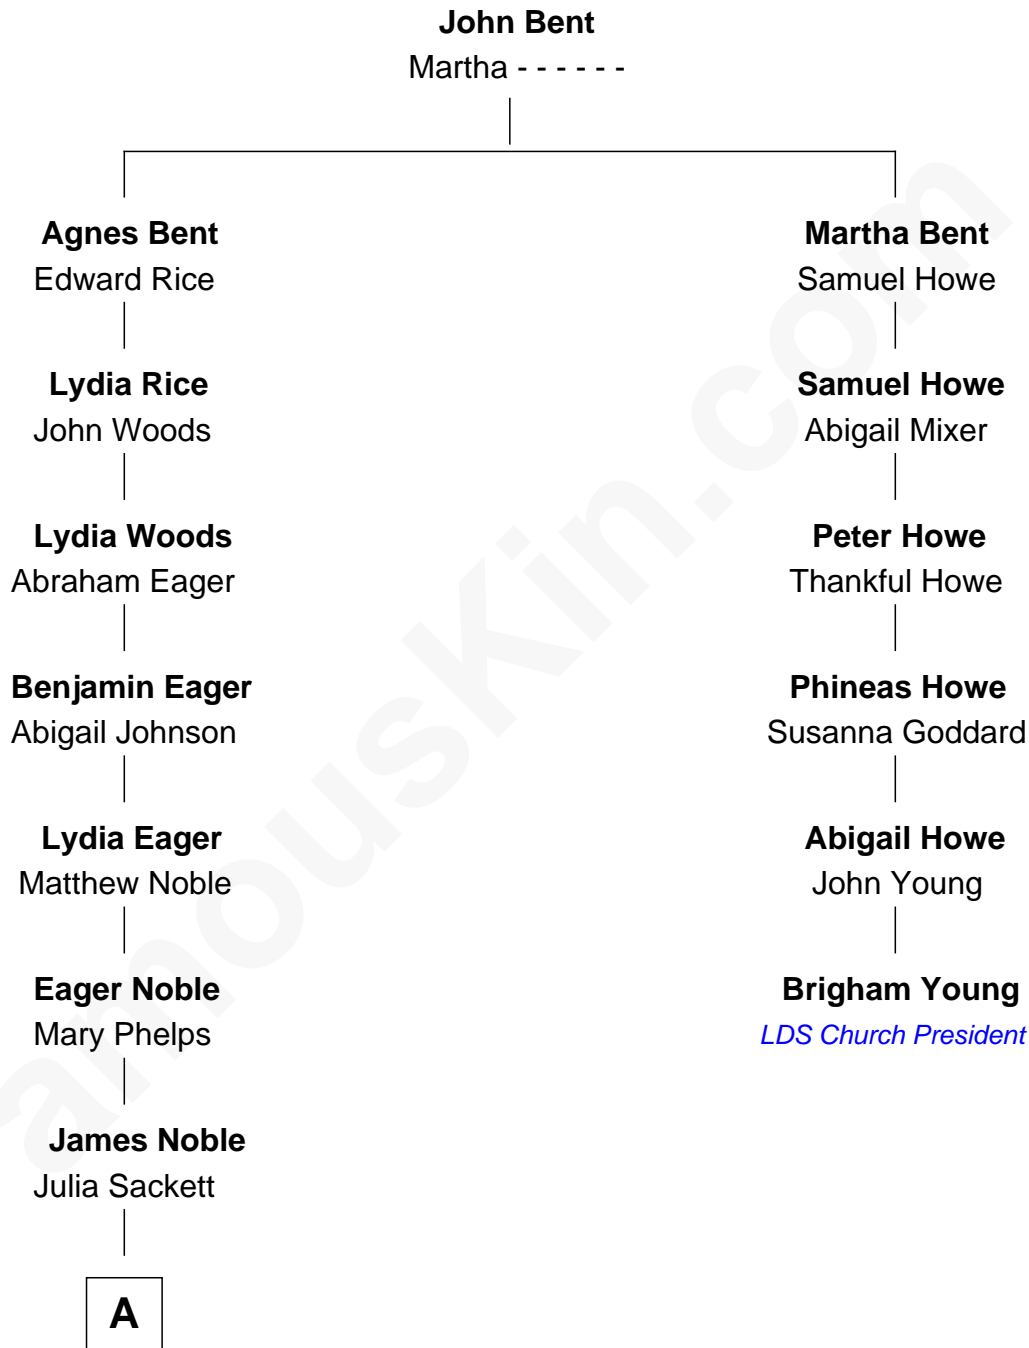 John Bent
Martha - - - - - -
Agnes Bent
Edward Rice
Martha Bent
Samuel Howe
Lydia Rice
John Woods
Samuel Howe
Abigail Mixer
Lydia Woods
Abraham Eager
Peter Howe
Thankful Howe
Benjamin Eager
Abigail Johnson
Phineas Howe
Susanna Goddard
Lydia Eager
Matthew Noble
Abigail Howe
John Young
Eager Noble
Mary Phelps
Brigham Young
LDS Church President
James Noble
Julia Sackett
A
amouskin.com